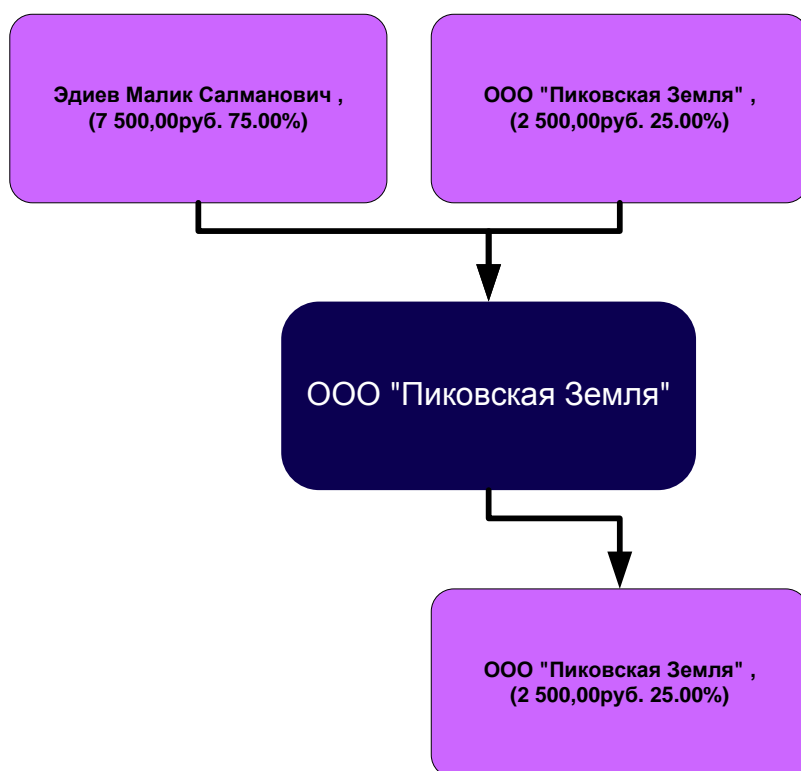 Эдиев Малик Салманович ,
(7 500,00руб. 75.00%)
ООО "Пиковская Земля" ,
(2 500,00руб. 25.00%)
ООО "Пиковская Земля"
ООО "Пиковская Земля" ,
(2 500,00руб. 25.00%)